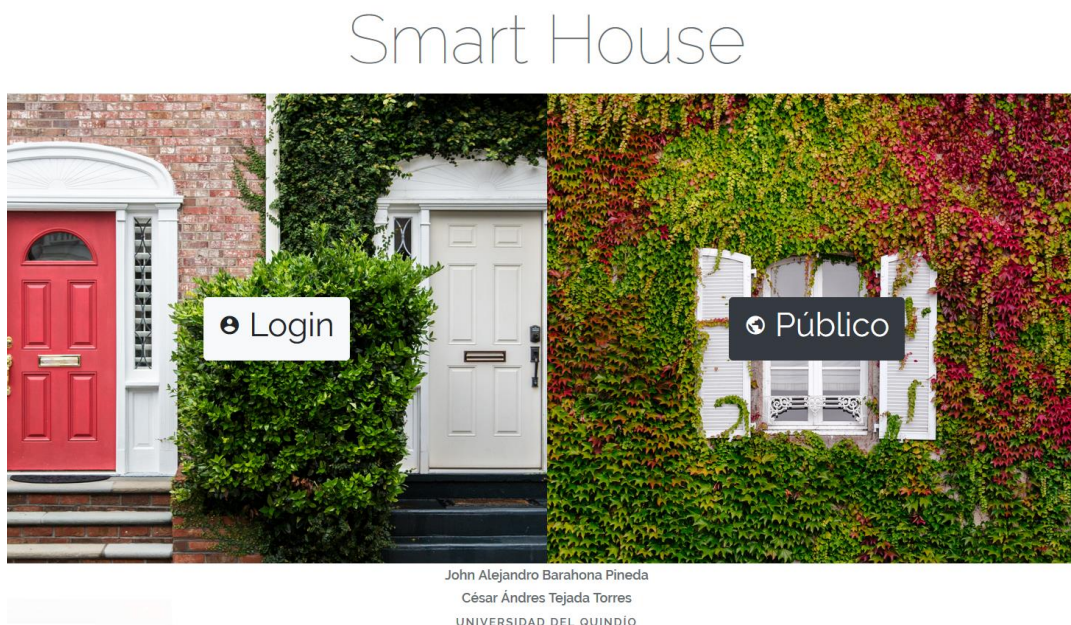 Smart House
Login
Público
John Alejandro Barahona Pineda
César Ándres Tejada Torres
UNIVERSIDAD DEL QUINDÍO